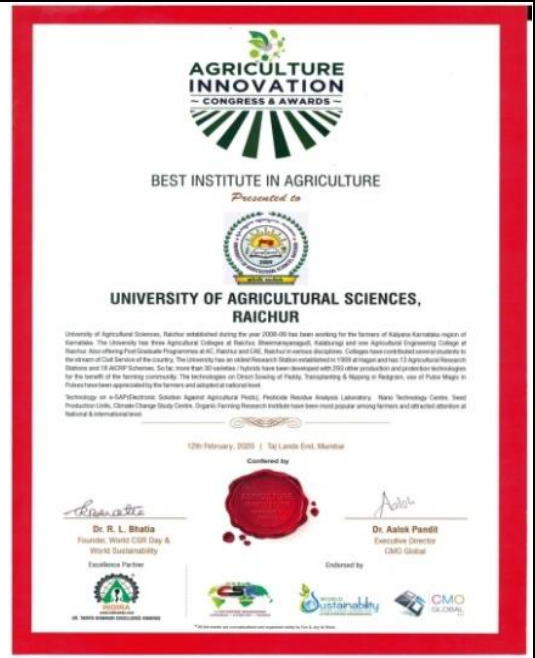 AGRICULTURE
INNOVATION
~ CONGRESS & AWARDS ~
BEST INSTITUTE IN AGRICULTURE
Presented to
2009
UNIVERSITY OF AGRICULTURAL SCIENCES,
RAICHUR
University of Agricultural Sciences, Raichur established during the year 2008-09 has been working for the farmers of Kalyana Karnataka region of
Karnataka. The University has three Agricultural Colleges at Raichur, Bheemarayanagudi, Kalaburagi and one Agricultural Engineering College at
Raichur. Also offering Post Graduate Programmes at AC, Raichur and CAE, Raichur in various disciplines. Colleges have contributed several students to
the stream of Civil Service of the country. The University has an oldest Research Station established in 1906 at Hagari and has 13 Agricultural Research
Stations and 18 AICRP Schemes. So far, more than 30 varieties / hybrids have been developed with 293 other production and protection technologies
for the benefit of the farming community. The technologies on Direct Sowing of Paddy, Transplanting & Nipping in Redgram, use of Pulse Magic in
Pulses have been appreciated by the farmers and adopted at national level.
Technology on e-SAP(Electronic Solution Against Agricultural Pests), Pesticide Residue Analysis Laboratory, Nano Technology Centre, Seed
Production Units, Climate Change Study Centre, Organic Farming Research Institute have been most popular among farmers and attracted attention at
National & international level.
12th February, 2020 | Taj Lands End, Mumbai
Confered by
AGRICULTURE
Dr. R. L. Bhatia
Founder, World CSR Day &
World Sustainability
Aalok
Dr. Aalok Pandit
Executive Director
CMO Global
Excellence Partner
Endorsed by
INDIRA
CSR
WORLD
Sustainability
CMO
GLOBAL